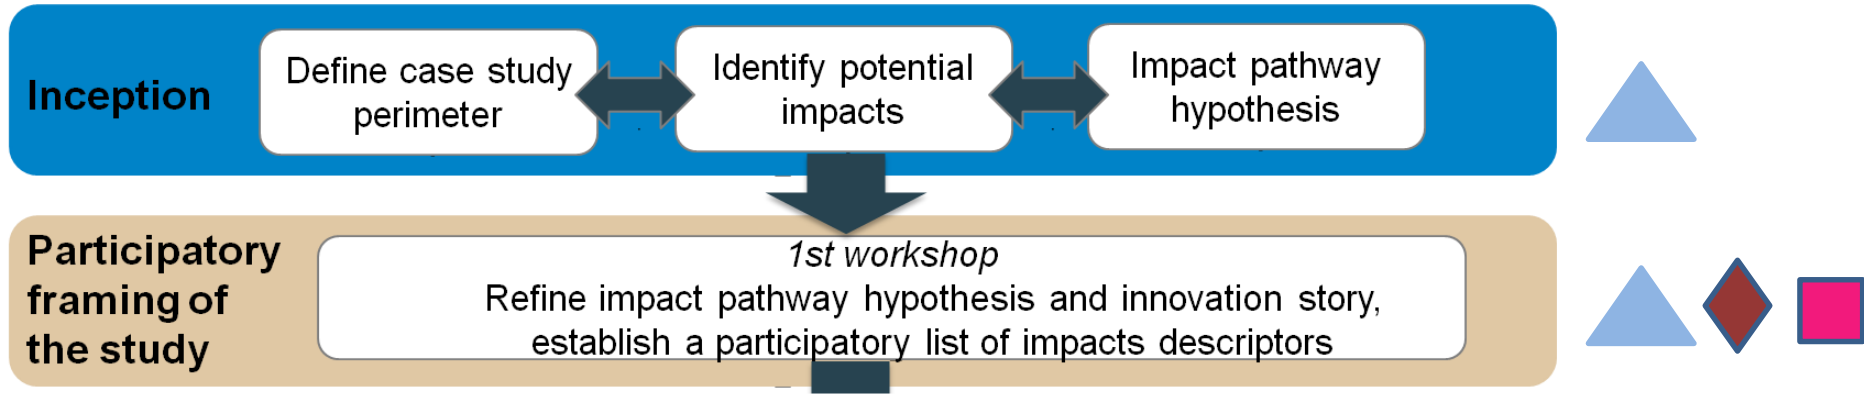 Inception
Define case study
perimeter
Identify potential
impacts
Impact pathway
hypothesis
Participatory
framing of
the study
1st workshop
Refine impact pathway hypothesis and innovation story,
establish a participatory list of impacts descriptors